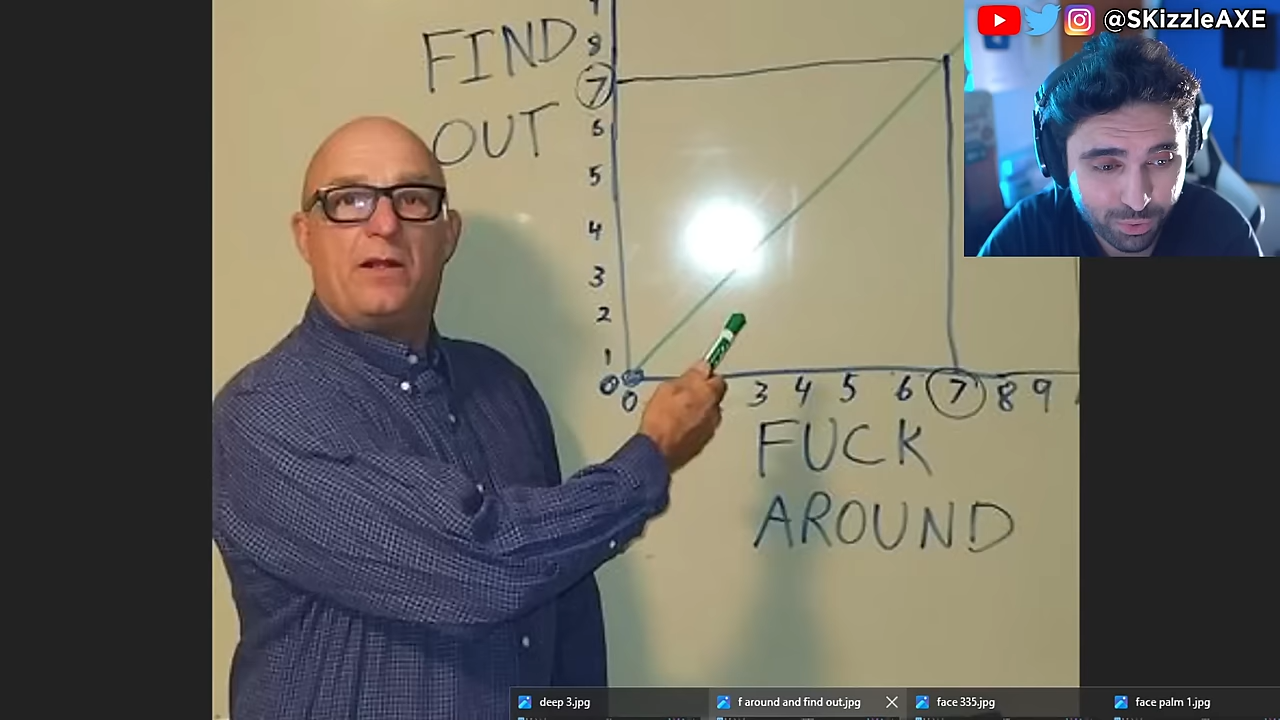 @SKizzleAXE
FIND
OUT
9
8
7
6
5
4
3
2
1
0
0 3 4 5 6 7 8 9
FUCK
AROUND
deep 3.jpg
f around and find out.jpg
face 335.jpg
face palm 1.jpg